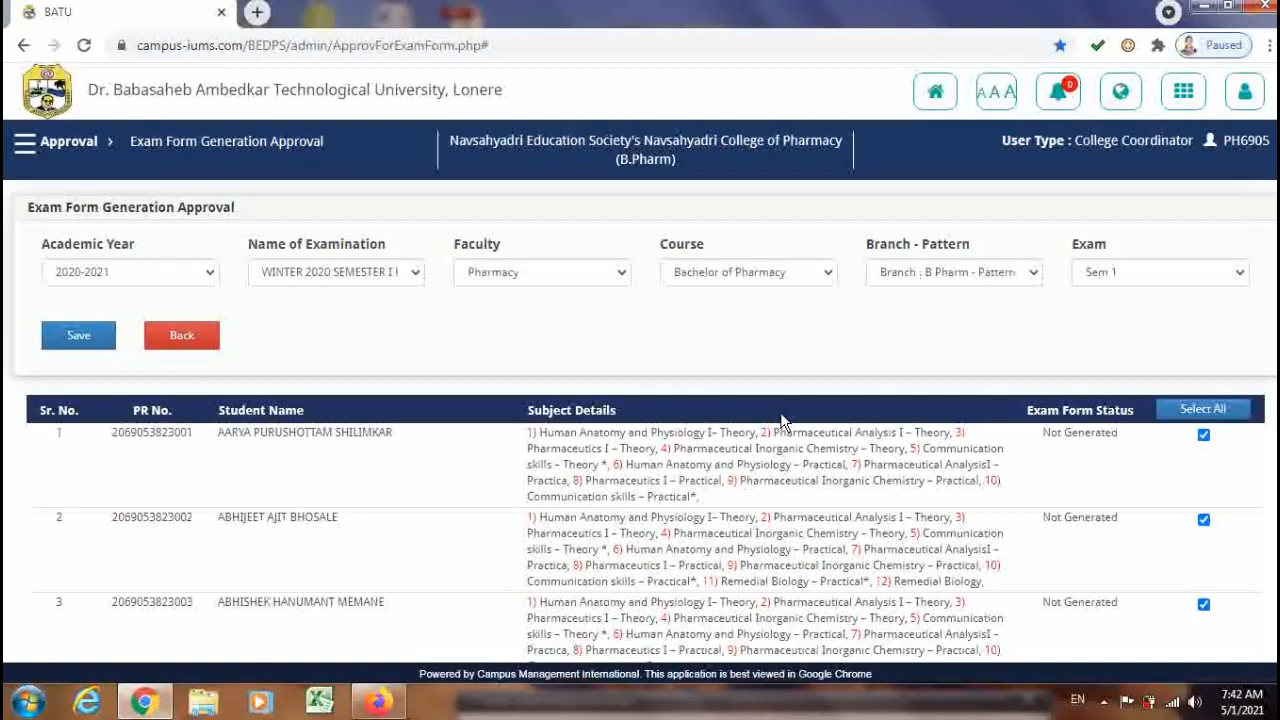 BATU
campus-iums.com/BEDPS/admin/ApprovForExamForm.php#
Paused
Dr. Babasaheb Ambedkar Technological University, Lonere
A A A
0
Approval > Exam Form Generation Approval
Navsahyadri Education Society's Navsahyadri College of Pharmacy
(B.Pharm)
User Type : College Coordinator PH6905
Exam Form Generation Approval
Academic Year Name of Examination Faculty Course Branch - Pattern Exam
2020-2021 WINTER 2020 SEMESTER I Pharmacy Bachelor of Pharmacy Branch : B Pharm - Pattern Sem 1
Save Back
Sr. No. PR No. Student Name Subject Details Exam Form Status Select All
1 2069053823001 AARYA PURUSHOTTAM SHILIMKAR 1) Human Anatomy and Physiology I– Theory, 2) Pharmaceutical Analysis I – Theory, 3) Not Generated
Pharmaceutics I – Theory, 4) Pharmaceutical Inorganic Chemistry – Theory, 5) Communication
skills – Theory *, 6) Human Anatomy and Physiology – Practical, 7) Pharmaceutical AnalysisI –
Practica, 8) Pharmaceutics I – Practical, 9) Pharmaceutical Inorganic Chemistry – Practical, 10)
Communication skills – Practical*,
2 2069053823002 ABHIJEET AJIT BHOSALE 1) Human Anatomy and Physiology I– Theory, 2) Pharmaceutical Analysis I – Theory, 3) Not Generated
Pharmaceutics I – Theory, 4) Pharmaceutical Inorganic Chemistry – Theory, 5) Communication
skills – Theory *, 6) Human Anatomy and Physiology – Practical, 7) Pharmaceutical AnalysisI –
Practica, 8) Pharmaceutics I – Practical, 9) Pharmaceutical Inorganic Chemistry – Practical, 10)
Communication skills – Practical*, 11) Remedial Biology – Practical*, 12) Remedial Biology,
3 2069053823003 ABHISHEK HANUMANT MEMANE 1) Human Anatomy and Physiology I– Theory, 2) Pharmaceutical Analysis I – Theory, 3) Not Generated
Pharmaceutics I – Theory, 4) Pharmaceutical Inorganic Chemistry – Theory, 5) Communication
skills – Theory *, 6) Human Anatomy and Physiology – Practical, 7) Pharmaceutical AnalysisI –
Practica, 8) Pharmaceutics I – Practical, 9) Pharmaceutical Inorganic Chemistry – Practical, 10)
Powered by Campus Management International. This application is best viewed in Google Chrome
EN 7:42 AM
5/1/2021